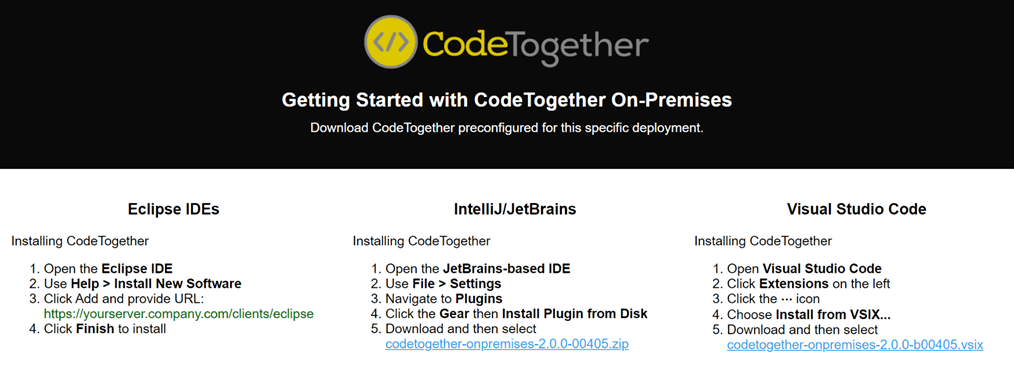 </> CodeTogether
Getting Started with CodeTogether On-Premises
Download CodeTogether preconfigured for this specific deployment.
Eclipse IDEs
Installing CodeTogether
1. Open the Eclipse IDE
2. Use Help > Install New Software
3. Click Add and provide URL:
https://yourserver.company.com/clients/eclipse
4. Click Finish to install
IntelliJ/JetBrains
Installing CodeTogether
1. Open the JetBrains-based IDE
2. Use File > Settings
3. Navigate to Plugins
4. Click the Gear then Install Plugin from Disk
5. Download and then select
codetogether-onpremises-2.0.0-00405.zip
Visual Studio Code
Installing CodeTogether
1. Open Visual Studio Code
2. Click Extensions on the left
3. Click the ··· icon
4. Choose Install from VSIX...
5. Download and then select
codetogether-onpremises-2.0.0-b00405.vsix